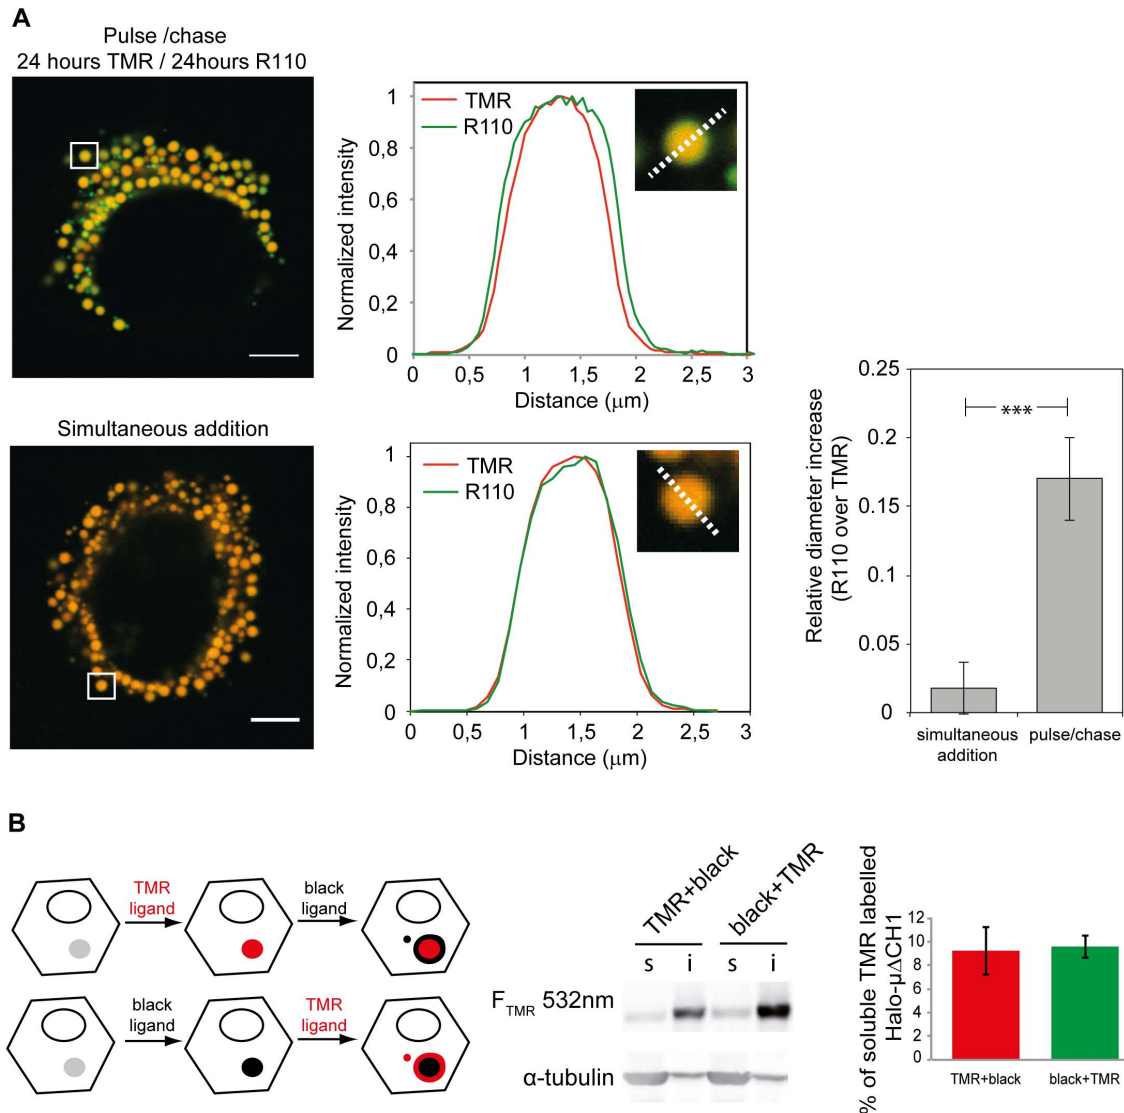 A
Pulse /chase
24 hours TMR / 24hours R110
TMR
R110
Normalized intensity
1
0,8
0,6
0,4
0,2
0
0 0,5 1 1,5 2 2,5 3
Distance (μm)
Simultaneous addition
TMR
R110
Normalized intensity
1
0,8
0,6
0,4
0,2
0
0 0,5 1 1,5 2 2,5 3
Distance (μm)
Relative diameter increase
(R110 over TMR)
0.25
0.2
0.15
0.1
0.05
0
***
simultaneous
addition
pulse/chase
B
TMR
ligand
black
ligand
black
ligand
TMR
ligand
TMR+black
black+TMR
s i s i
FTMR 532nm
α-tubulin
% of soluble TMR labelled
Halo-μΔCH1
12
10
8
6
4
2
0
TMR+black
black+TMR